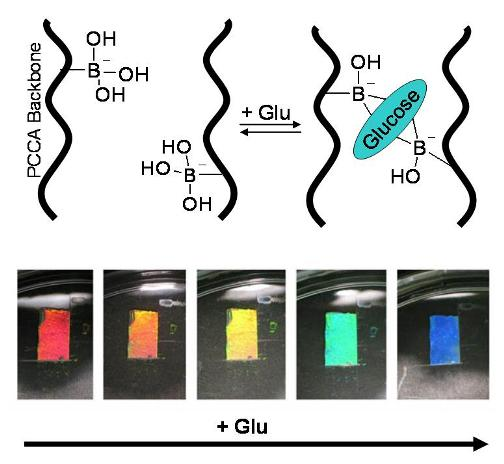 PCCA Backbone
OH
B⁻
OH
OH
HO
HO
B⁻
OH
+ Glu
OH
B⁻
Glucose
B⁻
HO
+ Glu